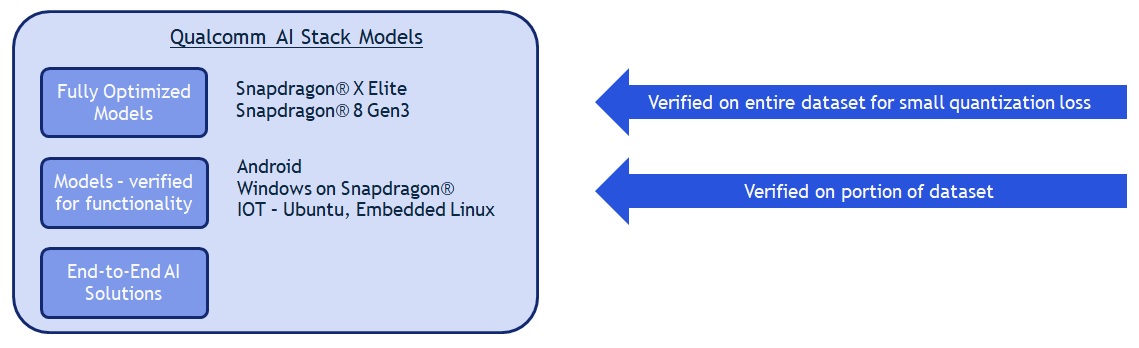 Qualcomm AI Stack Models
Fully Optimized
Models
Snapdragon® X Elite
Snapdragon® 8 Gen3
Verified on entire dataset for small quantization loss
Models – verified
for functionality
Android
Windows on Snapdragon®
IOT – Ubuntu, Embedded Linux
Verified on portion of dataset
End-to-End AI
Solutions